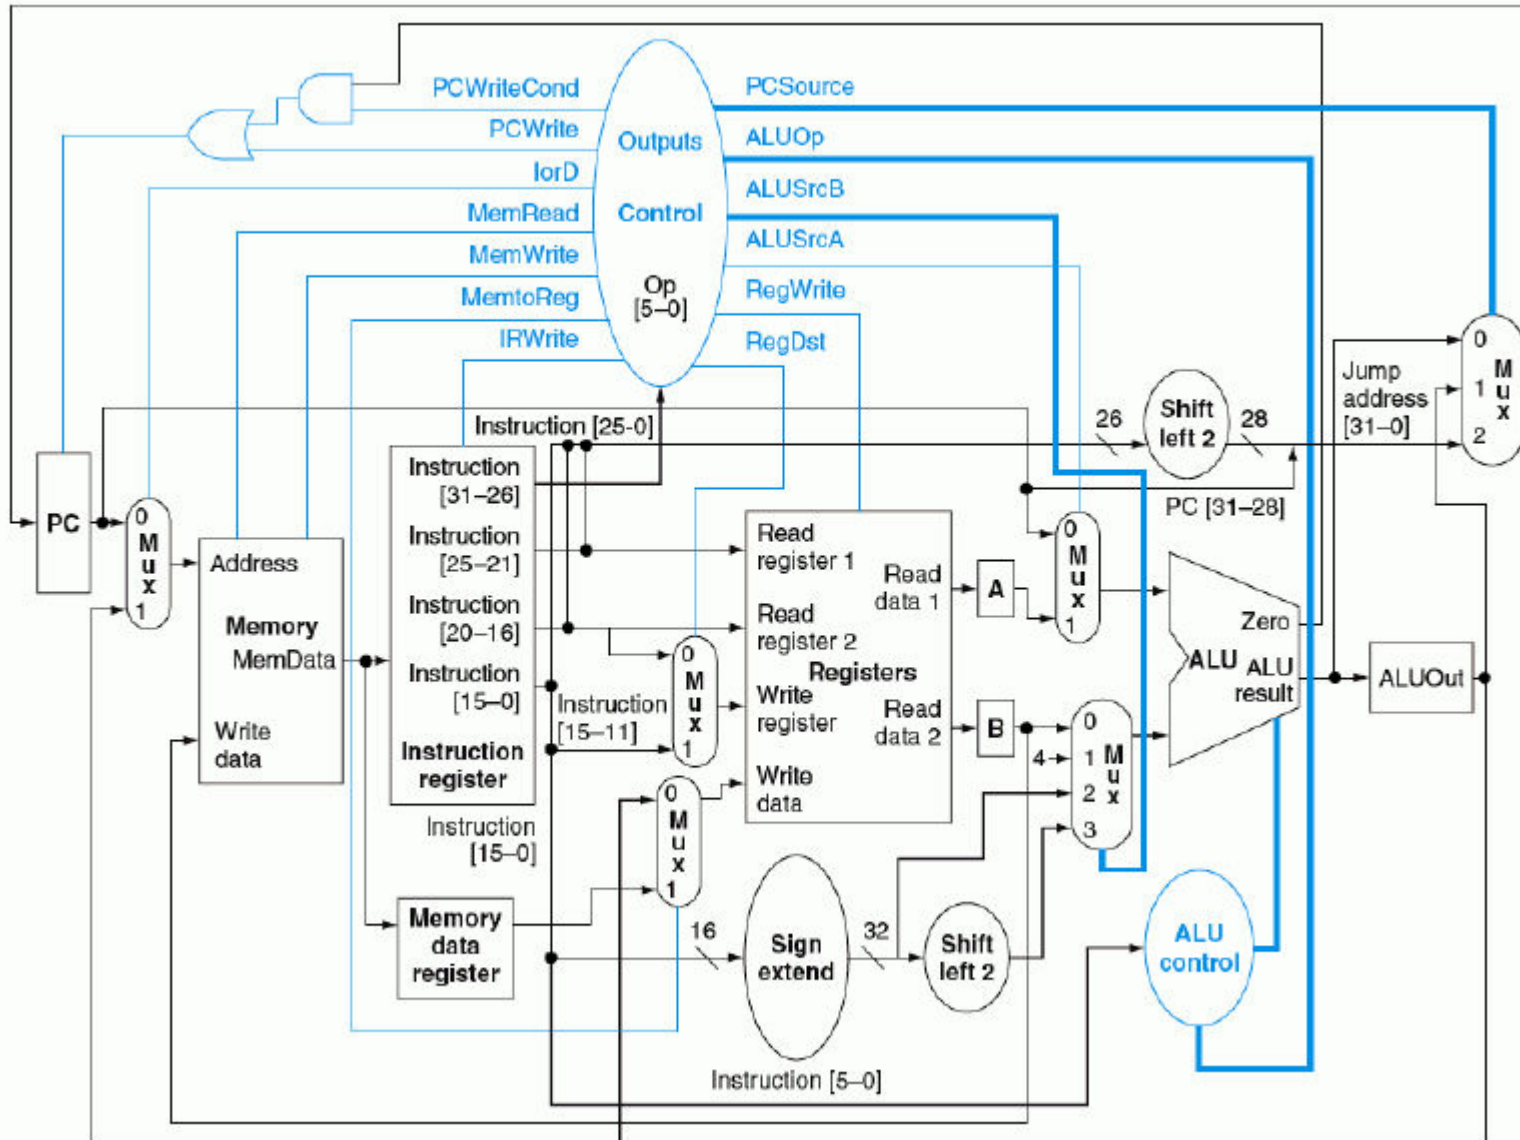 PCWriteCond
PCWrite
IorD
MemRead
MemWrite
MemtoReg
IRWrite
Outputs
Control
Op
[5–0]
PCSource
ALUOp
ALUSrcB
ALUSrcA
RegWrite
RegDst
Instruction [25-0]
26
Shift
left 2
28
Jump
address
[31–0]
0
1
2
M
u
x
PC [31–28]
PC
0
M
u
x
1
Address
Memory
MemData
Write
data
Instruction
[31–26]
Instruction
[25–21]
Instruction
[20–16]
Instruction
[15–0]
Instruction
register
Instruction
[15–11]
0
M
u
x
1
Instruction
[15–0]
Memory
data
register
0
M
u
x
1
Read
register 1
Read
register 2
Registers
Write
register
Write
data
Read
data 1
Read
data 2
A
B
0
M
u
x
1
4
0
1
2
3
M
u
x
Zero
ALU
ALU
result
ALUOut
16
Sign
extend
32
Shift
left 2
ALU
control
Instruction [5–0]